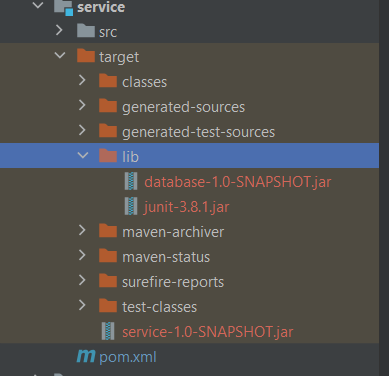 service
src
target
classes
generated-sources
generated-test-sources
lib
database-1.0-SNAPSHOT.jar
junit-3.8.1.jar
maven-archiver
maven-status
surefire-reports
test-classes
service-1.0-SNAPSHOT.jar
pom.xml